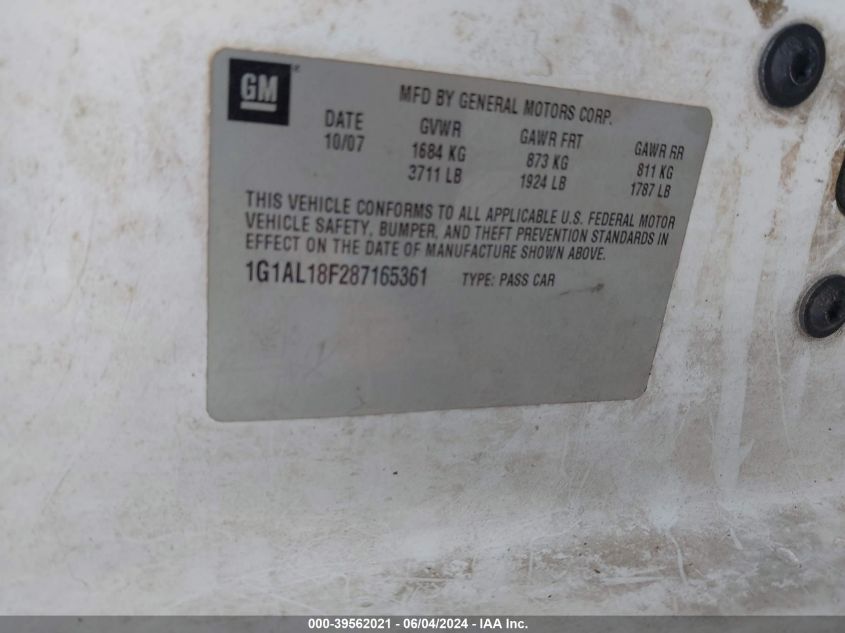 GM®
MFD BY GENERAL MOTORS CORP.
DATE GVWR GAWR FRT GAWR RR
10/07 1684 KG 873 KG 811 KG
3711 LB 1924 LB 1787 LB
THIS VEHICLE CONFORMS TO ALL APPLICABLE U.S. FEDERAL MOTOR
VEHICLE SAFETY, BUMPER, AND THEFT PREVENTION STANDARDS IN
EFFECT ON THE DATE OF MANUFACTURE SHOWN ABOVE.
1G1AL18F287165361 TYPE: PASS CAR
000-39562021 - 06/04/2024 - IAA Inc.